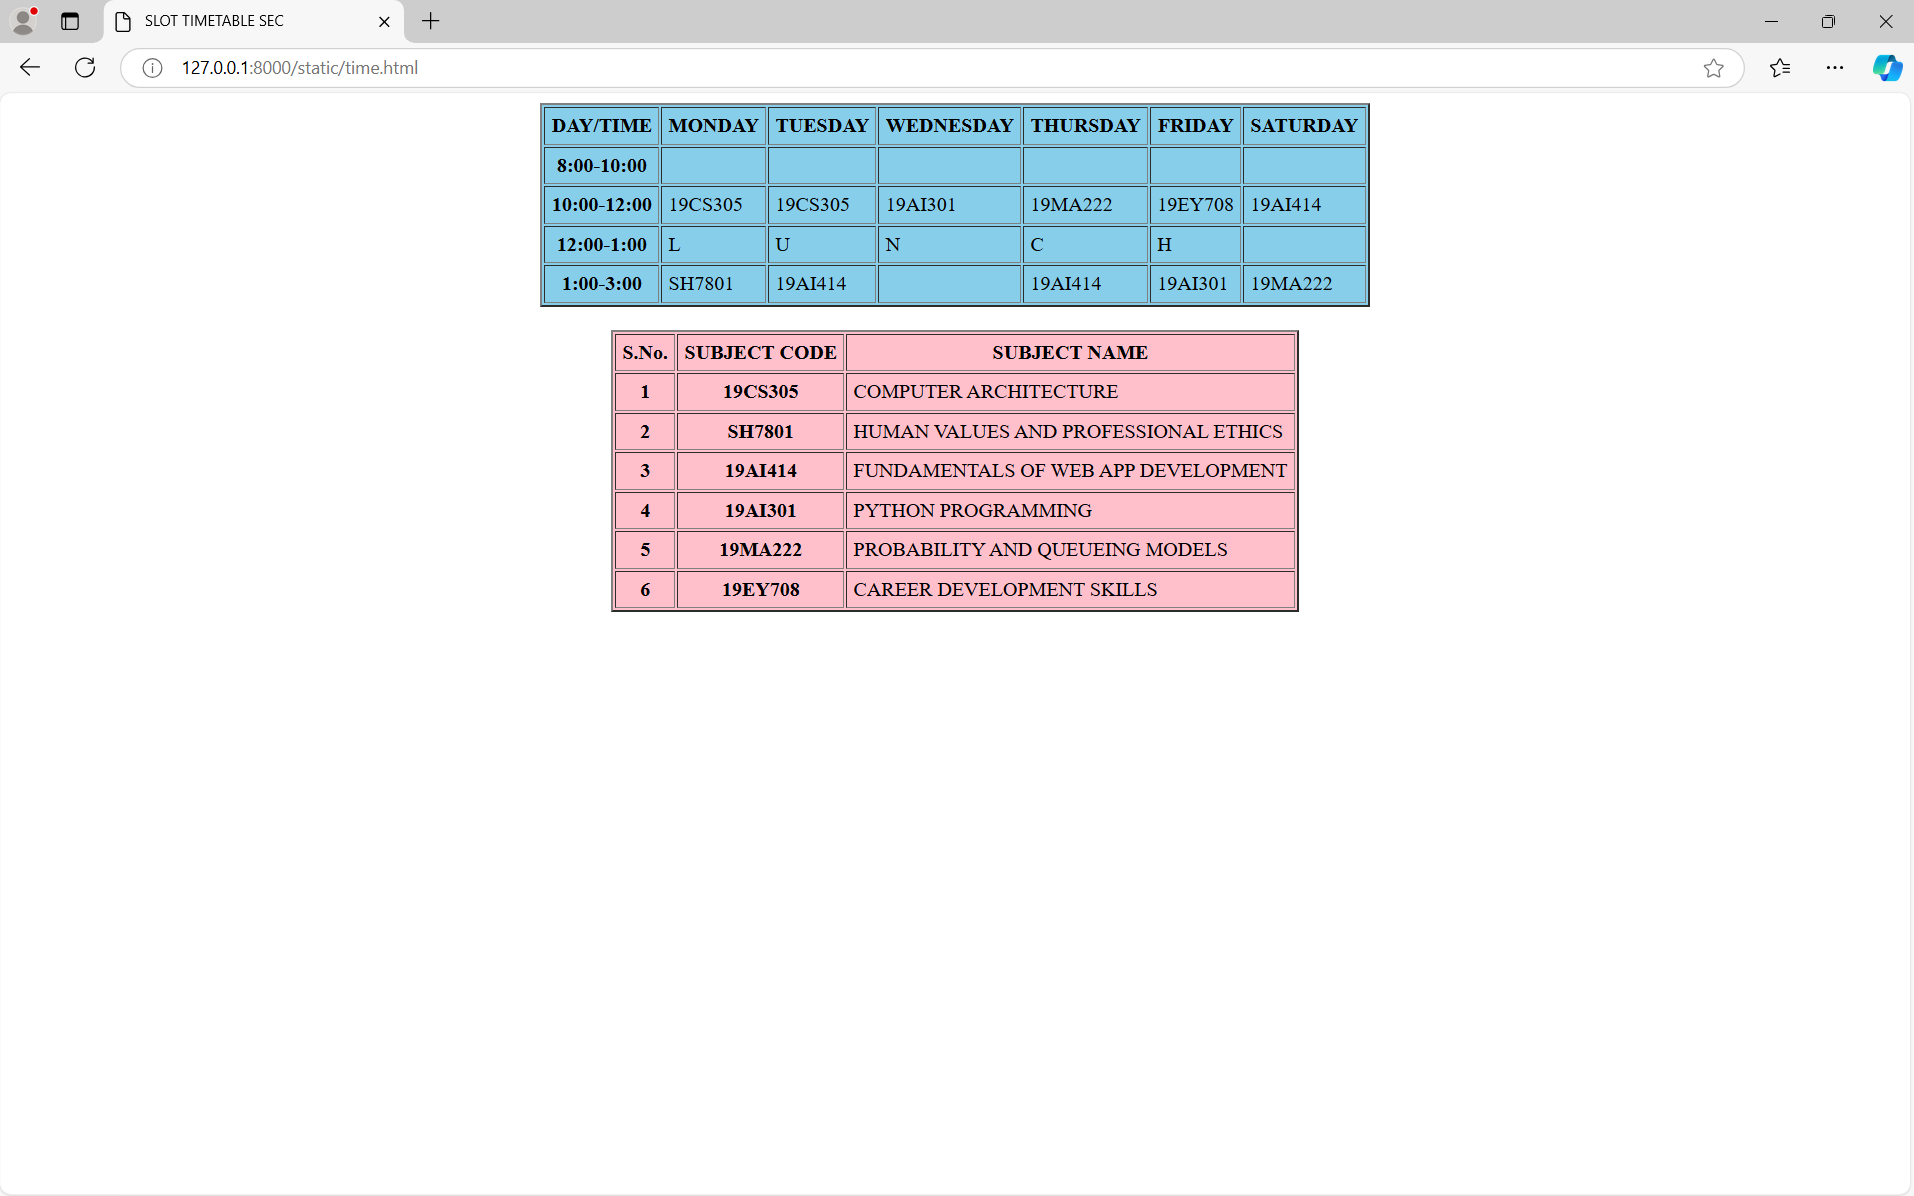 SLOT TIMETABLE SEC
127.0.0.1:8000/static/time.html
DAY/TIME MONDAY TUESDAY WEDNESDAY THURSDAY FRIDAY SATURDAY
8:00-10:00
10:00-12:00 19CS305 19CS305 19AI301 19MA222 19EY708 19AI414
12:00-1:00 L U N C H
1:00-3:00 SH7801 19AI414 19AI414 19AI301 19MA222
S.No. SUBJECT CODE SUBJECT NAME
1 19CS305 COMPUTER ARCHITECTURE
2 SH7801 HUMAN VALUES AND PROFESSIONAL ETHICS
3 19AI414 FUNDAMENTALS OF WEB APP DEVELOPMENT
4 19AI301 PYTHON PROGRAMMING
5 19MA222 PROBABILITY AND QUEUEING MODELS
6 19EY708 CAREER DEVELOPMENT SKILLS